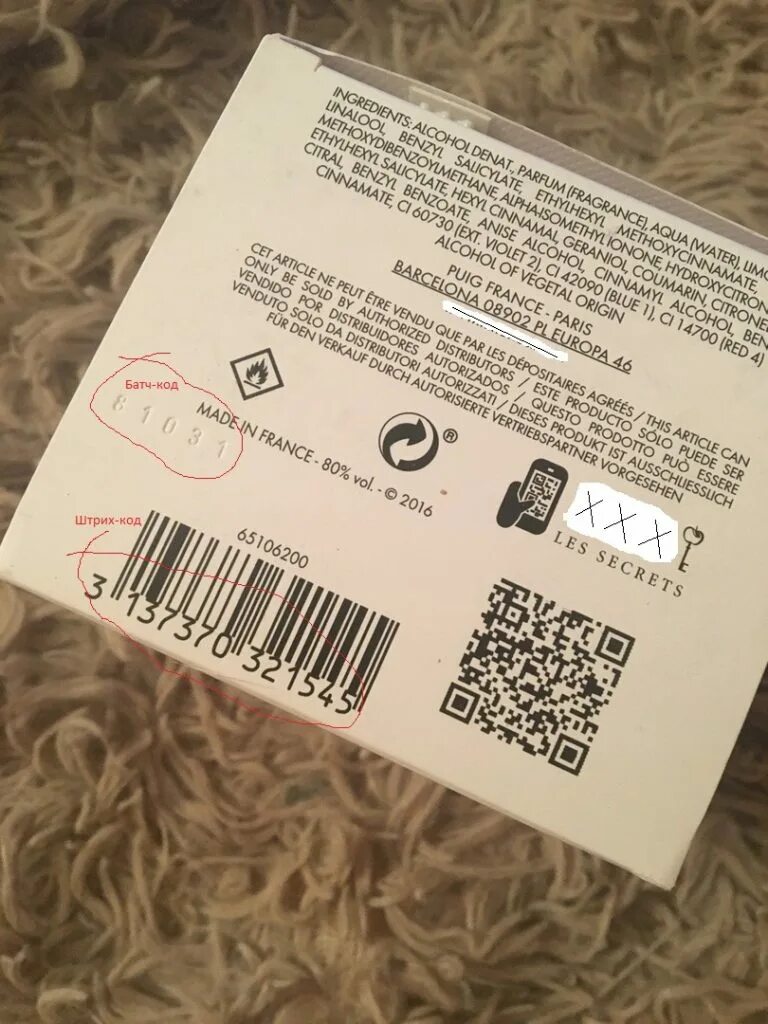 INGREDIENTS: ALCOHOL DENAT., PARFUM (FRAGRANCE), AQUA (WATER), LIMO
LINALOOL, BENZYL SALICYLATE, ETHYLHEXYL METHOXYCINNAMATE,
METHOXYDIBENZOYLMETHANE, ALPHA-ISOMETHYL IONONE, HYDROXYCITRON
ETHYLHEXYL SALICYLATE, HEXYL CINNAMAL, GERANIOL, COUMARIN, CITRONE
CITRAL, BENZYL BENZOATE, ANISE ALCOHOL, CINNAMYL ALCOHOL, BEN
CINNAMATE, CI 60730 (EXT. VIOLET 2), CI 42090 (BLUE 1), CI 14700 (RED 4)
ALCOHOL OF VEGETAL ORIGIN
PUIG FRANCE - PARIS
BARCELONA 08902 PL EUROPA 46
CET ARTICLE NE PEUT ÊTRE VENDU QUE PAR LES DÉPOSITAIRES AGRÉÉS / THIS ARTICLE CAN
ONLY BE SOLD BY AUTHORIZED DISTRIBUTORS / ESTE PRODUCTO SÓLO PUEDE SER
VENDIDO POR DISTRIBUIDORES AUTORIZADOS / QUESTO PRODOTTO PUÒ ESSERE
VENDUTO SOLO DA DISTRIBUTORI AUTORIZZATI / DIESES PRODUKT IST AUSSCHLIESSLICH
FÜR DEN VERKAUF DURCH AUTORISIERTE VERTRIEBSPARTNER VORGESEHEN
Батч-код
81031
MADE IN FRANCE - 80% vol. - © 2016
®
XXX
LES SECRETS
Штрих-код
65106200
3 137370 321545